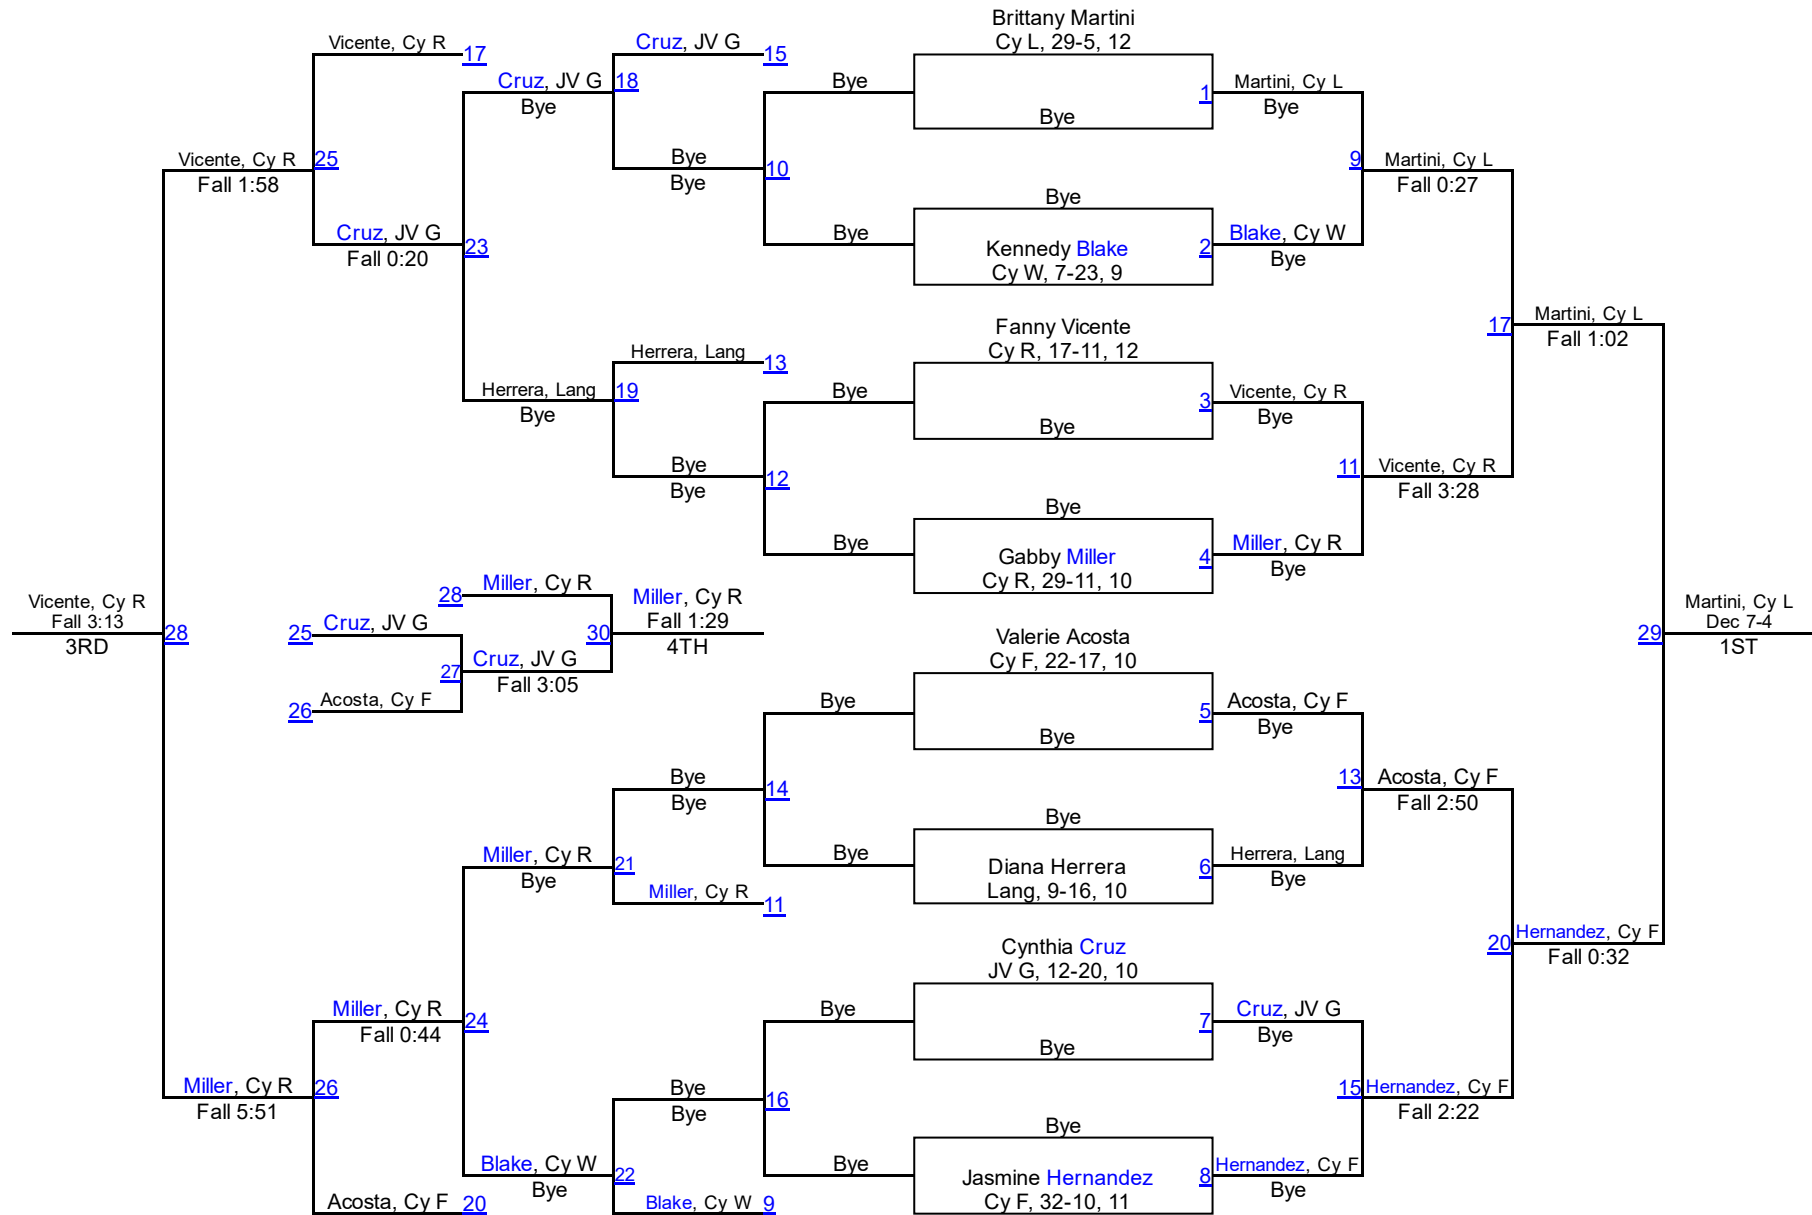 Brittany Martini
Cy L, 29-5, 12
Vicente, Cy R
17
Cruz, JV G
15
Cruz, JV G
Bye
18
Bye
1
Martini, Cy L
Bye
Bye
Vicente, Cy R
Fall 1:58
25
Bye
Bye
10
9
Martini, Cy L
Fall 0:27
Bye
Cruz, JV G
Fall 0:20
23
Bye
Kennedy Blake
Cy W, 7-23, 9
2
Blake, Cy W
Bye
Fanny Vicente
Cy R, 17-11, 12
17
Martini, Cy L
Fall 1:02
Herrera, Lang
13
Herrera, Lang
Bye
19
Bye
3
Vicente, Cy R
Bye
Bye
Bye
Bye
12
11
Vicente, Cy R
Fall 3:28
Bye
Bye
Gabby Miller
Cy R, 29-11, 10
4
Miller, Cy R
Bye
Vicente, Cy R
Fall 3:13
3RD
28
28
Miller, Cy R
25
Cruz, JV G
30
Miller, Cy R
Fall 1:29
4TH
27
Cruz, JV G
Fall 3:05
26
Acosta, Cy F
Valerie Acosta
Cy F, 22-17, 10
29
Martini, Cy L
Dec 7-4
1ST
Bye
5
Acosta, Cy F
Bye
Bye
Bye
Bye
14
13
Acosta, Cy F
Fall 2:50
Bye
Miller, Cy R
Bye
21
Bye
Diana Herrera
Lang, 9-16, 10
6
Herrera, Lang
Bye
Miller, Cy R
11
Cynthia Cruz
JV G, 12-20, 10
20
Hernandez, Cy F
Fall 0:32
Miller, Cy R
Fall 0:44
24
Bye
7
Cruz, JV G
Bye
Bye
Miller, Cy R
Fall 5:51
26
Bye
Bye
16
15
Hernandez, Cy F
Fall 2:22
Bye
Blake, Cy W
Bye
22
Bye
Jasmine Hernandez
Cy F, 32-10, 11
8
Hernandez, Cy F
Bye
Acosta, Cy F
20
Blake, Cy W
9